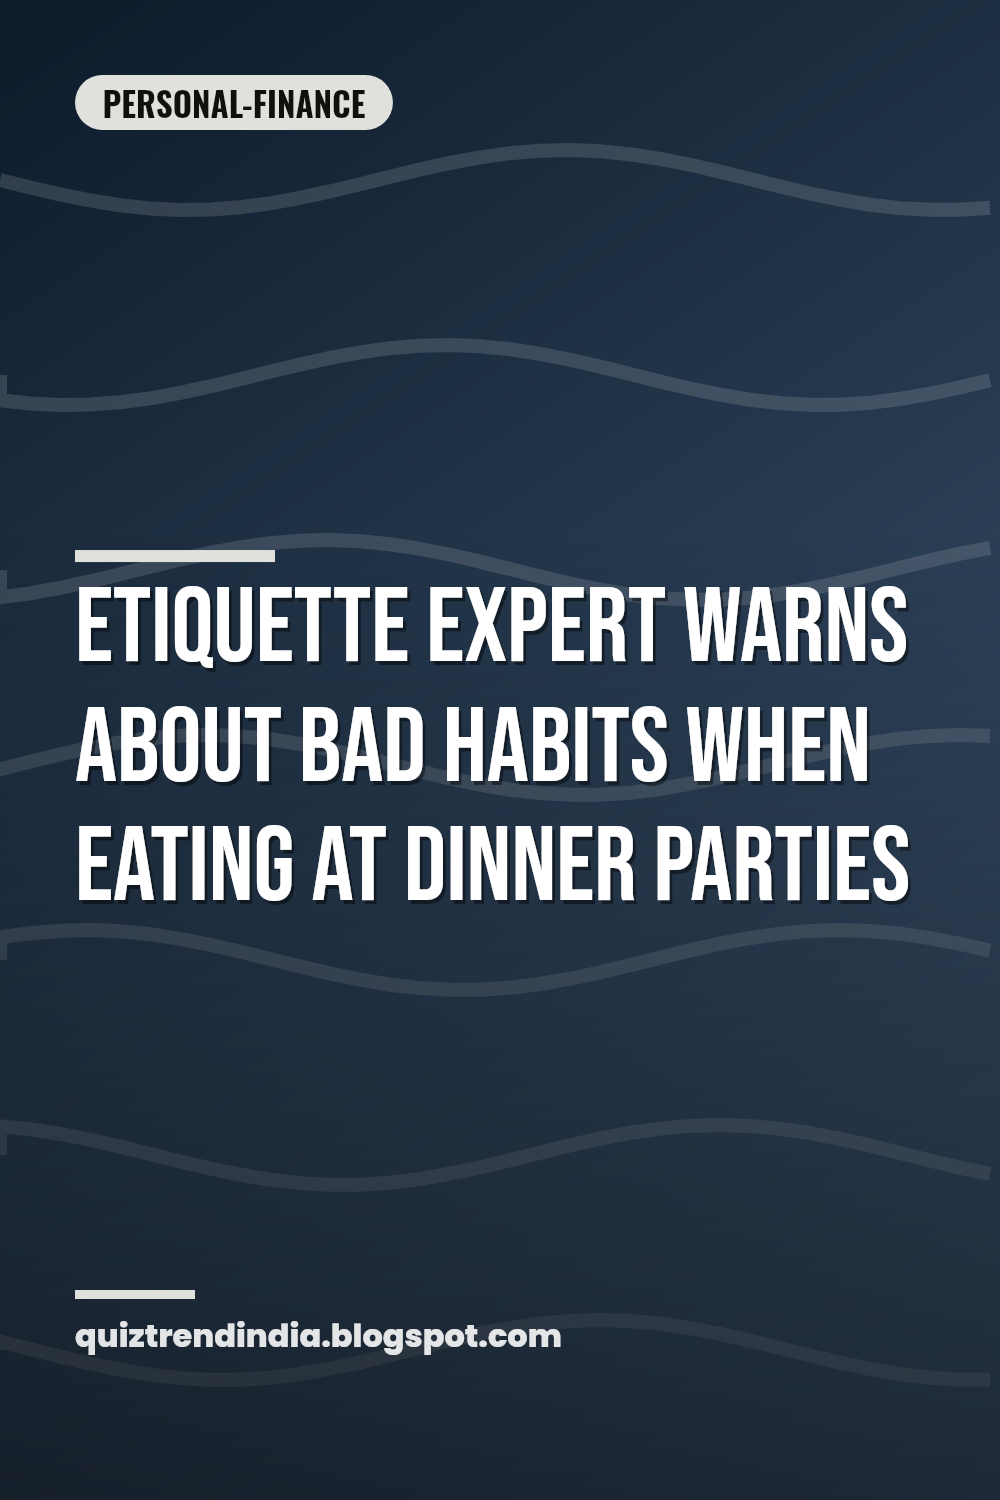 PERSONAL-FINANCE
ETIQUETTE EXPERT WARNS
ABOUT BAD HABITS WHEN
EATING AT DINNER PARTIES
quiztrendindia.blogspot.com